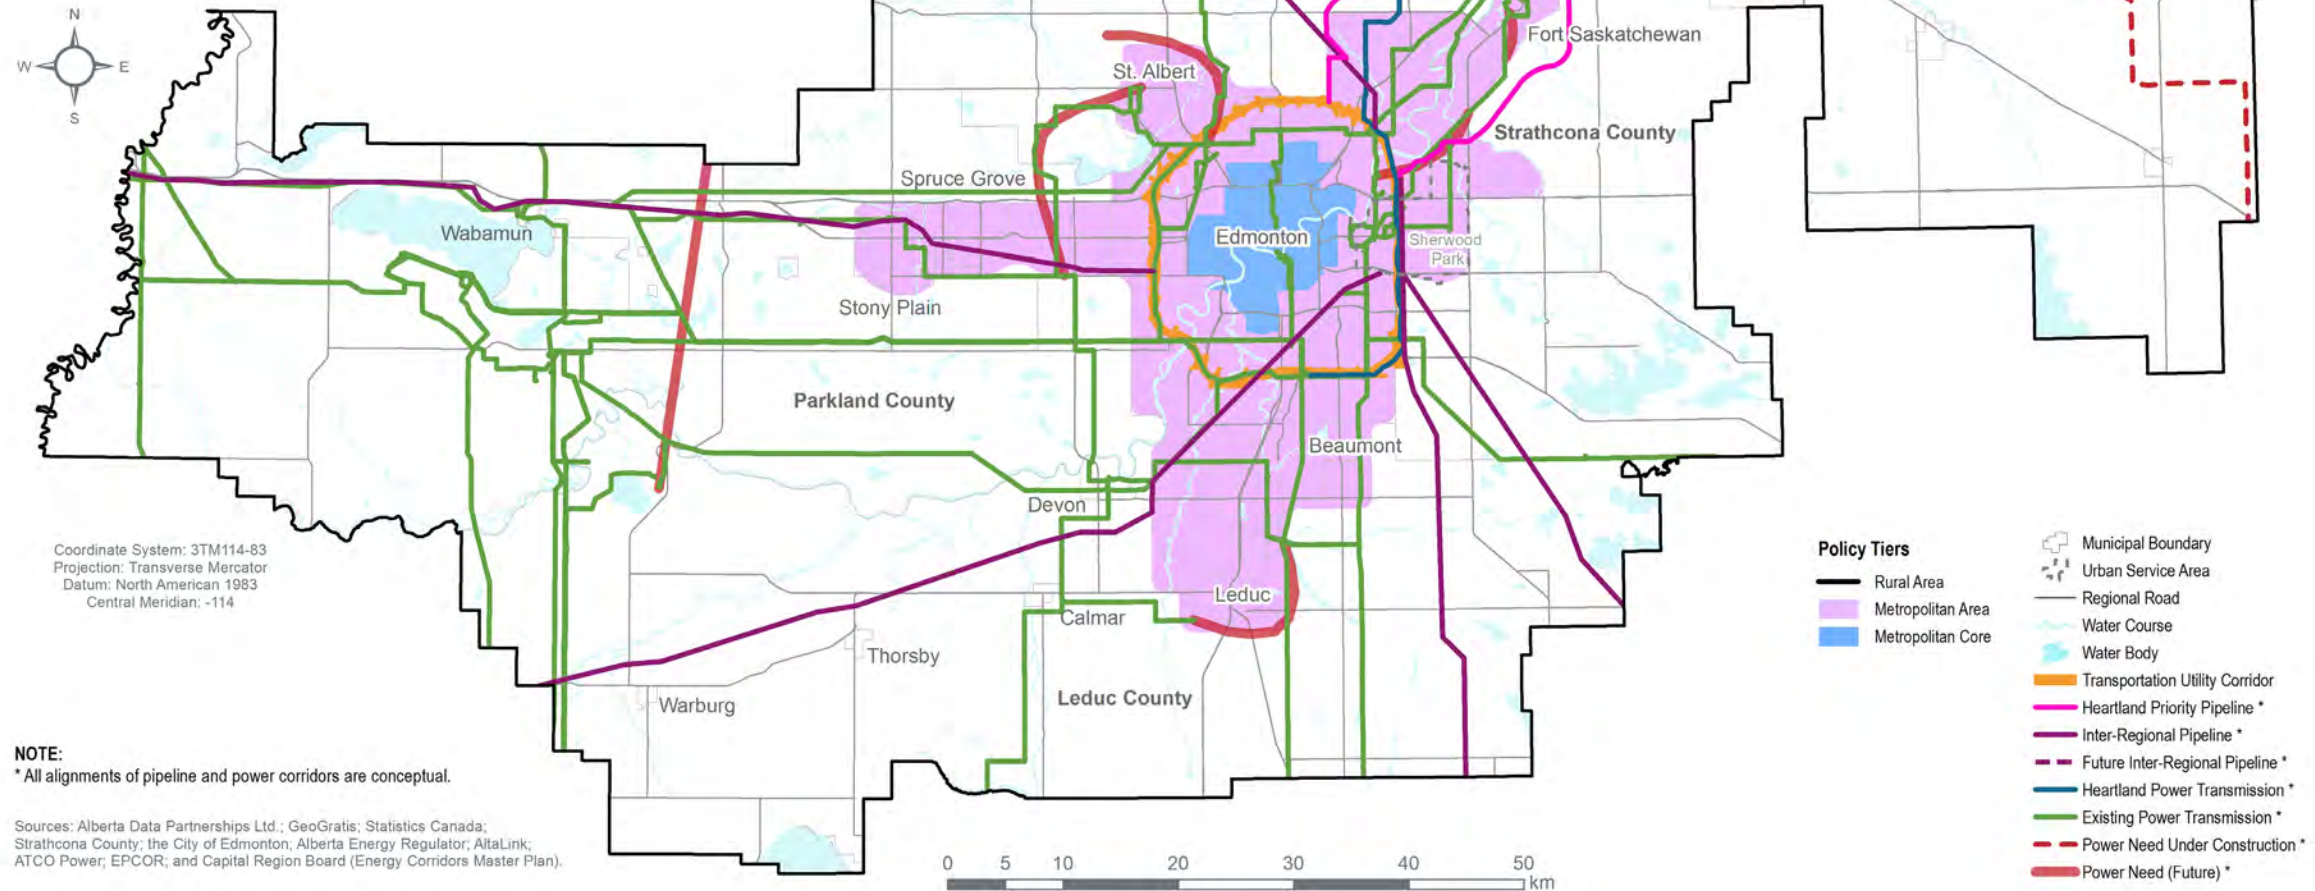 N
W
E
S
Fort Saskatchewan
St. Albert
Strathcona County
Spruce Grove
Wabamun
Edmonton
Sherwood
Park
Stony Plain
Parkland County
Beaumont
Devon
Leduc
Calmar
Thorsby
Leduc County
Warburg
Coordinate System: 3TM114-83
Projection: Transverse Mercator
Datum: North American 1983
Central Meridian: -114
NOTE:
* All alignments of pipeline and power corridors are conceptual.
Sources: Alberta Data Partnerships Ltd.; GeoGratis; Statistics Canada;
Strathcona County; the City of Edmonton; Alberta Energy Regulator; AltaLink;
ATCO Power; EPCOR; and Capital Region Board (Energy Corridors Master Plan).
0 5 10 20 30 40 50
km
Policy Tiers
Rural Area
Metropolitan Area
Metropolitan Core
Municipal Boundary
Urban Service Area
Regional Road
Water Course
Water Body
Transportation Utility Corridor
Heartland Priority Pipeline *
Inter-Regional Pipeline *
Future Inter-Regional Pipeline *
Heartland Power Transmission *
Existing Power Transmission *
Power Need Under Construction *
Power Need (Future) *